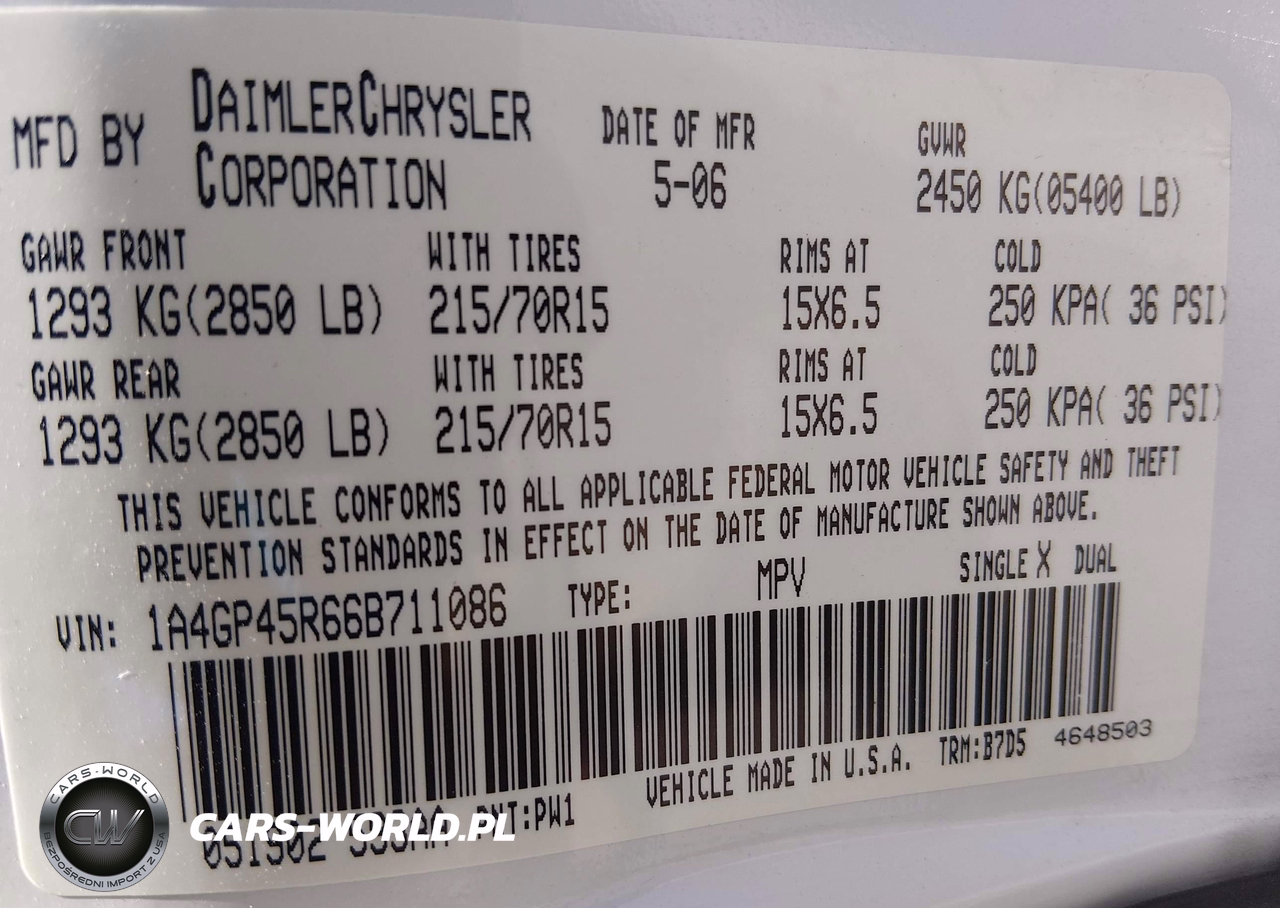 MFD BY DAIMLERCHRYSLER CORPORATION
DATE OF MFR
5-06
GVWR
2450 KG(05400 LB)
GAWR FRONT WITH TIRES RIMS AT COLD
1293 KG(2850 LB) 215/70R15 15X6.5 250 KPA( 36 PSI)
GAWR REAR WITH TIRES RIMS AT COLD
1293 KG(2850 LB) 215/70R15 15X6.5 250 KPA( 36 PSI)
THIS VEHICLE CONFORMS TO ALL APPLICABLE FEDERAL MOTOR VEHICLE SAFETY AND THEFT
PREVENTION STANDARDS IN EFFECT ON THE DATE OF MANUFACTURE SHOWN ABOVE.
VIN: 1A4GP45R66B711086 TYPE: MPV SINGLE X DUAL
VEHICLE MADE IN U.S.A. TRM:B7D5 4648503
PNT:PW1
CARS-WORLD
CW
BEZPOŚREDNI IMPORT Z USA
CARS-WORLD.PL